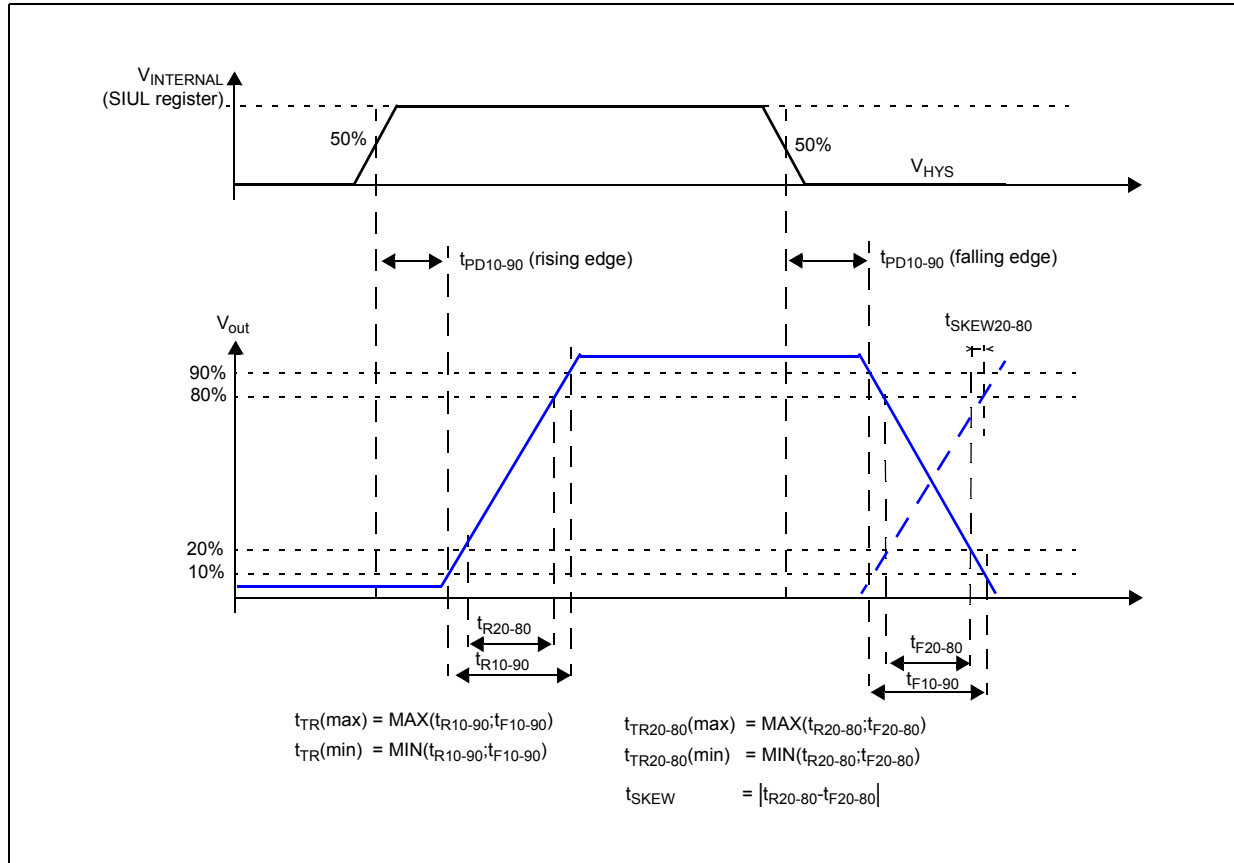 VINTERNAL
(SIUL register)
50%
50%
VHYS
tPD10-90 (rising edge)
tPD10-90 (falling edge)
tSKEW20-80
Vout
90%
80%
20%
10%
tR20-80
tR10-90
tF20-80
tF10-90
tTR(max) = MAX(tR10-90;tF10-90)
tTR(min) = MIN(tR10-90;tF10-90)
tTR20-80(max) = MAX(tR20-80;tF20-80)
tTR20-80(min) = MIN(tR20-80;tF20-80)
tSKEW = |tR20-80-tF20-80|